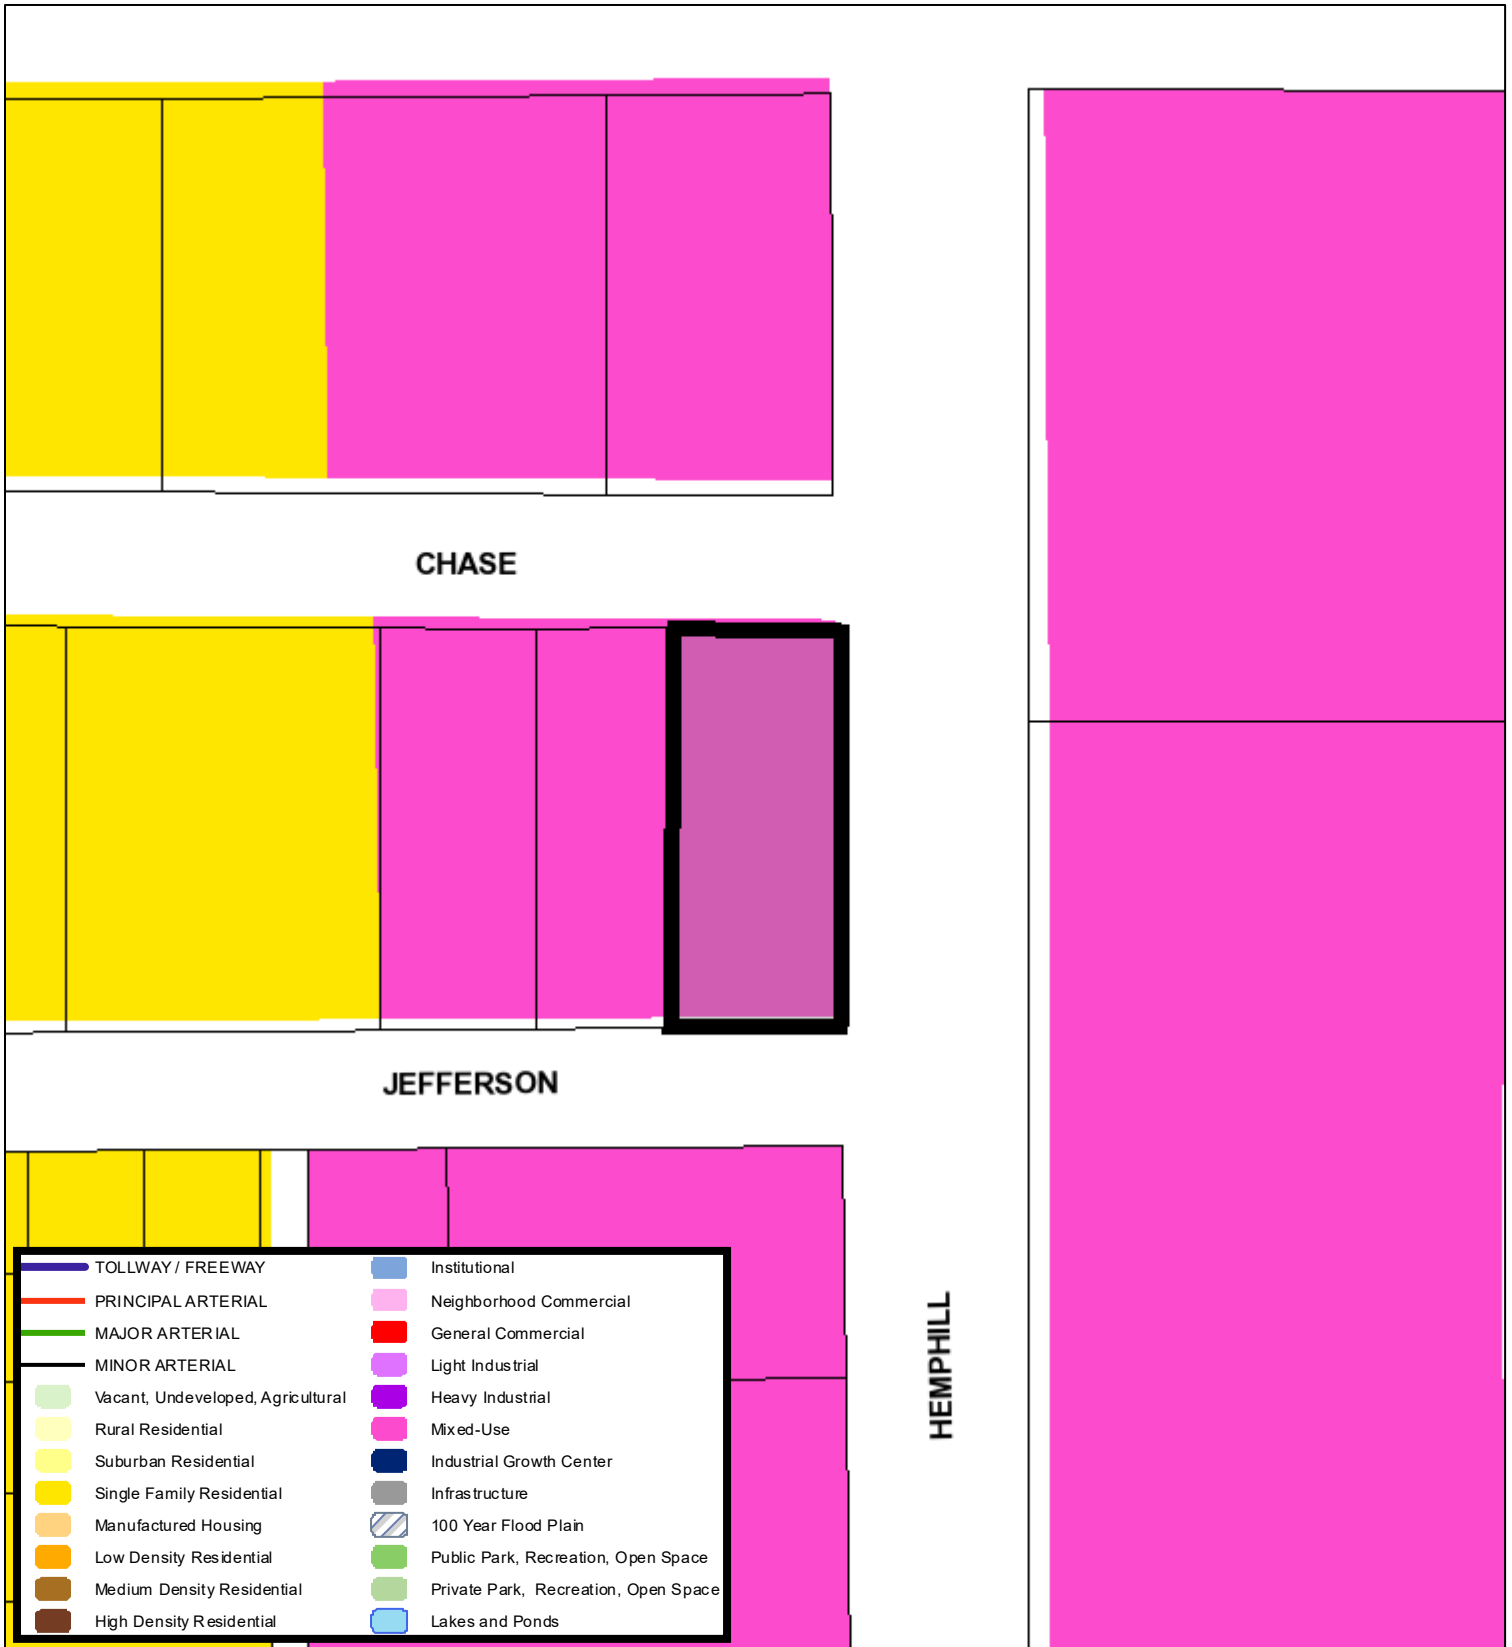 CHASE
JEFFERSON
HEMPHILL
TOLLWAY / FREEWAY
PRINCIPAL ARTERIAL
MAJOR ARTERIAL
MINOR ARTERIAL
Vacant, Undeveloped, Agricultural
Rural Residential
Suburban Residential
Single Family Residential
Manufactured Housing
Low Density Residential
Medium Density Residential
High Density Residential
Institutional
Neighborhood Commercial
General Commercial
Light Industrial
Heavy Industrial
Mixed-Use
Industrial Growth Center
Infrastructure
100 Year Flood Plain
Public Park, Recreation, Open Space
Private Park, Recreation, Open Space
Lakes and Ponds